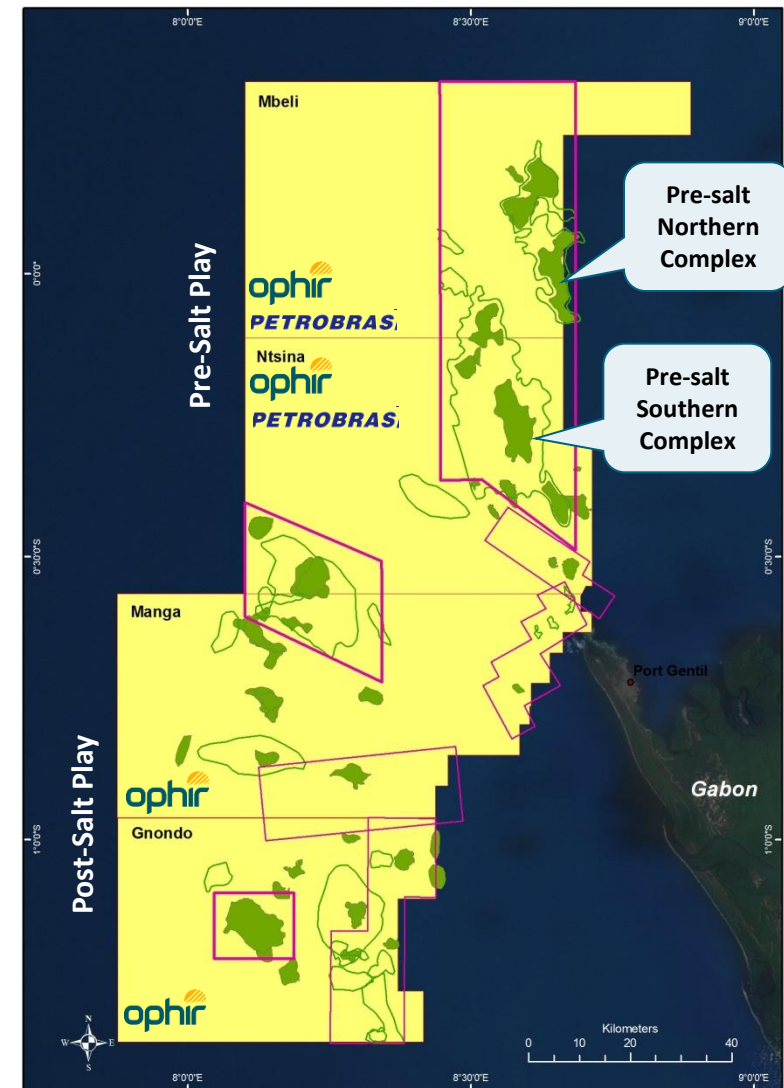 8°0'0"E
8°30'0"E
9°0'0"E
Mbeli
Pre-salt
Northern
Complex
0°0'0"
Pre-Salt Play
ophir
PETROBRAS
Ntsina
ophir
PETROBRAS
Pre-salt
Southern
Complex
0°30'0"S
0°30'0"S
Manga
Port Gentil
Gabon
ophir
Gnondo
Post-Salt Play
1°0'0"S
1°0'0"S
ophir
N
W
E
S
Kilometers
0 10 20 40
8°0'0"E
8°30'0"E
9°0'0"E